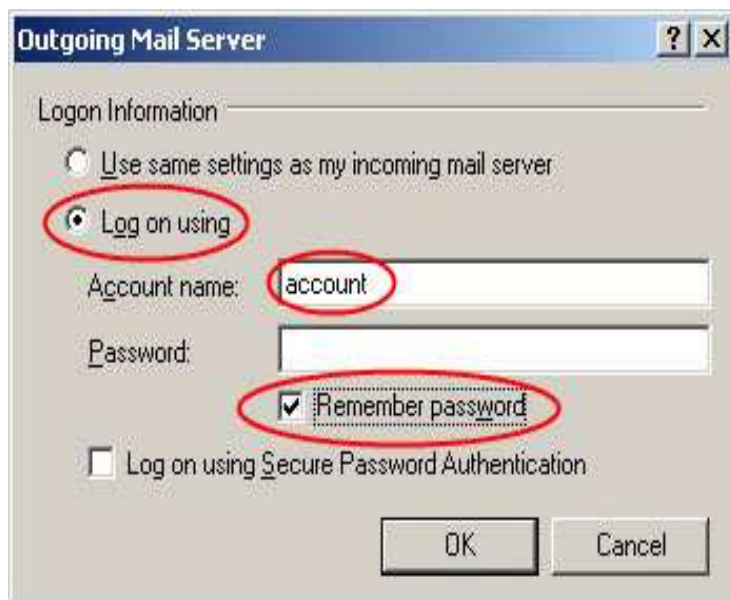 Outgoing Mail Server
Logon Information
Use same settings as my incoming mail server
Log on using
Account name: account
Password:
Remember password
Log on using Secure Password Authentication
OK Cancel